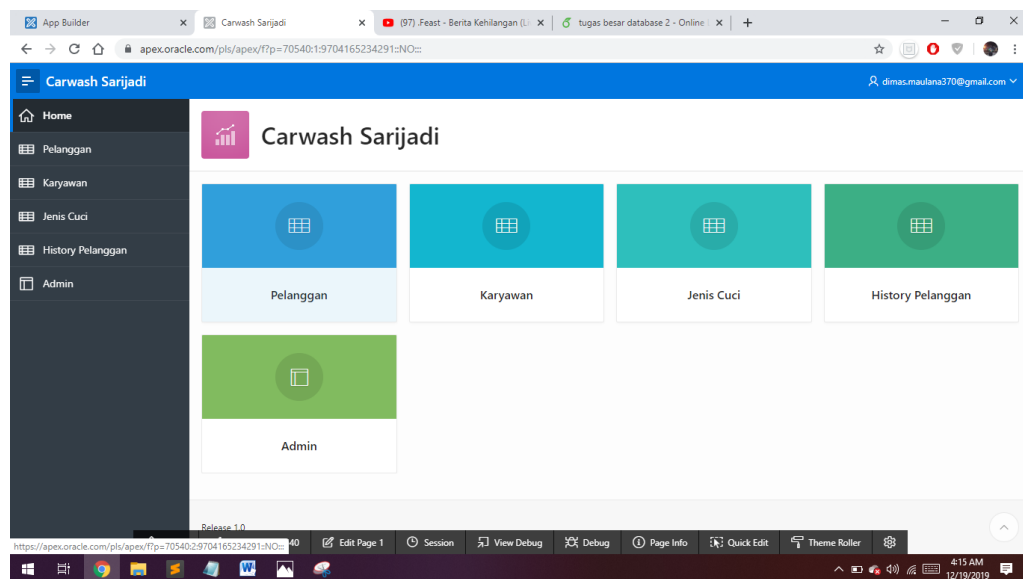 App Builder
Carwash Sarijadi
(97) .Feast - Berita Kehilangan (Li
tugas besar database 2 - Online
apex.oracle.com/pls/apex/f?p=70540:1:9704165234291::NO:::
Carwash Sarijadi
dimas.maulana370@gmail.com
Home
Pelanggan
Karyawan
Jenis Cuci
History Pelanggan
Admin
Carwash Sarijadi
Pelanggan
Karyawan
Jenis Cuci
History Pelanggan
Admin
Release 1.0
https://apex.oracle.com/pls/apex/f?p=70540:2:9704165234291::NO:::
40
Edit Page 1
Session
View Debug
Debug
Page Info
Quick Edit
Theme Roller
4:15 AM
12/19/2019